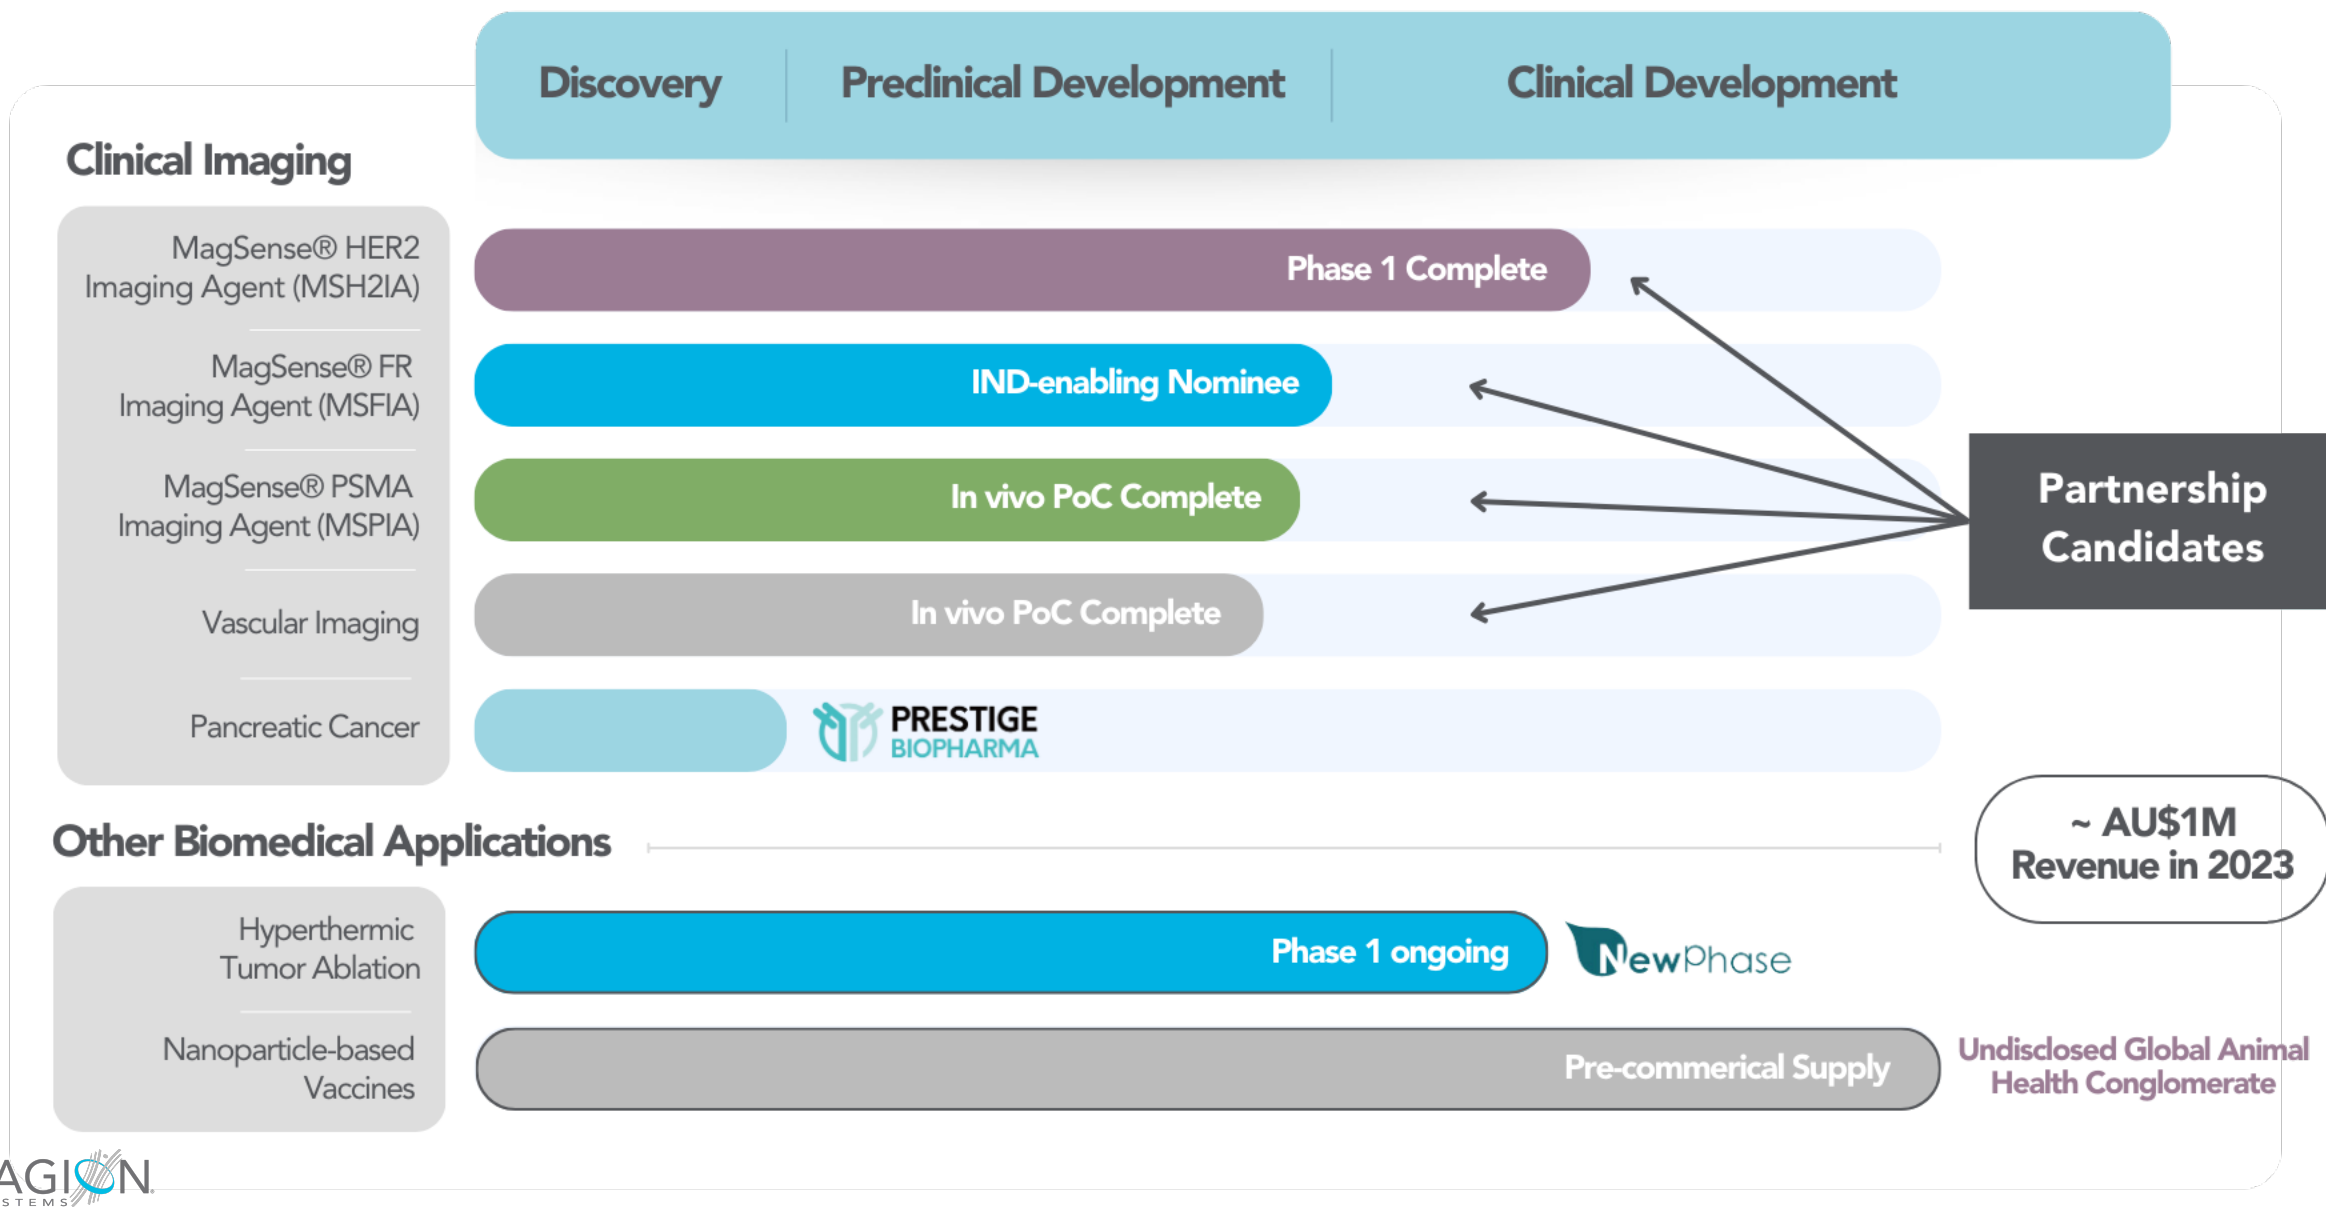 Discovery
Preclinical Development
Clinical Development
Clinical Imaging
MagSense® HER2
Imaging Agent (MSH2IA)
Phase 1 Complete
MagSense® FR
Imaging Agent (MSFIA)
IND-enabling Nominee
MagSense® PSMA
Imaging Agent (MSPIA)
In vivo PoC Complete
Partnership
Candidates
Vascular Imaging
In vivo PoC Complete
Pancreatic Cancer
PRESTIGE
BIOPHARMA
Other Biomedical Applications
~ AU$1M
Revenue in 2023
Hyperthermic
Tumor Ablation
Phase 1 ongoing
NewPhase
Nanoparticle-based
Vaccines
Pre-commerical Supply
Undisclosed Global Animal
Health Conglomerate
AGION
STEMS